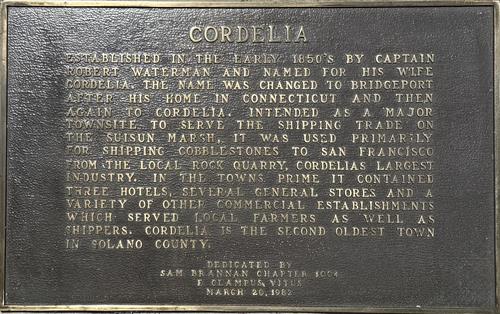 CORDELIA
ESTABLISHED IN THE EARLY 1850'S BY CAPTAIN
ROBERT WATERMAN AND NAMED FOR HIS WIFE
CORDELIA. THE NAME WAS CHANGED TO BRIDGEPORT
AFTER HIS HOME IN CONNECTICUT AND THEN
AGAIN TO CORDELIA. INTENDED AS A MAJOR
TOWNSITE TO SERVE THE SHIPPING TRADE ON
THE SUISUN MARSH, IT WAS USED PRIMARILY
FOR SHIPPING COBBLESTONES TO SAN FRANCISCO
FROM THE LOCAL ROCK QUARRY, CORDELIAS LARGEST
INDUSTRY. IN THE TOWNS PRIME IT CONTAINED
THREE HOTELS, SEVERAL GENERAL STORES AND A
VARIETY OF OTHER COMMERCIAL ESTABLISHMENTS
WHICH SERVED LOCAL FARMERS AS WELL AS
SHIPPERS. CORDELIA IS THE SECOND OLDEST TOWN
IN SOLANO COUNTY.
DEDICATED BY
SAM BRANNAN CHAPTER 1004
E CLAMPUS VITUS
MARCH 20, 1982